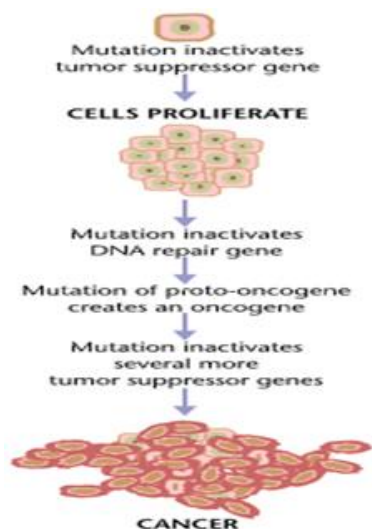 Mutation inactivates
tumor suppressor gene
CELLS PROLIFERATE
Mutation inactivates
DNA repair gene
Mutation of proto-oncogene
creates an oncogene
Mutation inactivates
several more
tumor suppressor genes
CANCER